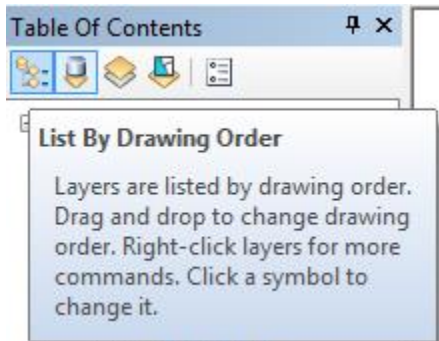 Table Of Contents
List By Drawing Order
Layers are listed by drawing order.
Drag and drop to change drawing
order. Right-click layers for more
commands. Click a symbol to
change it.